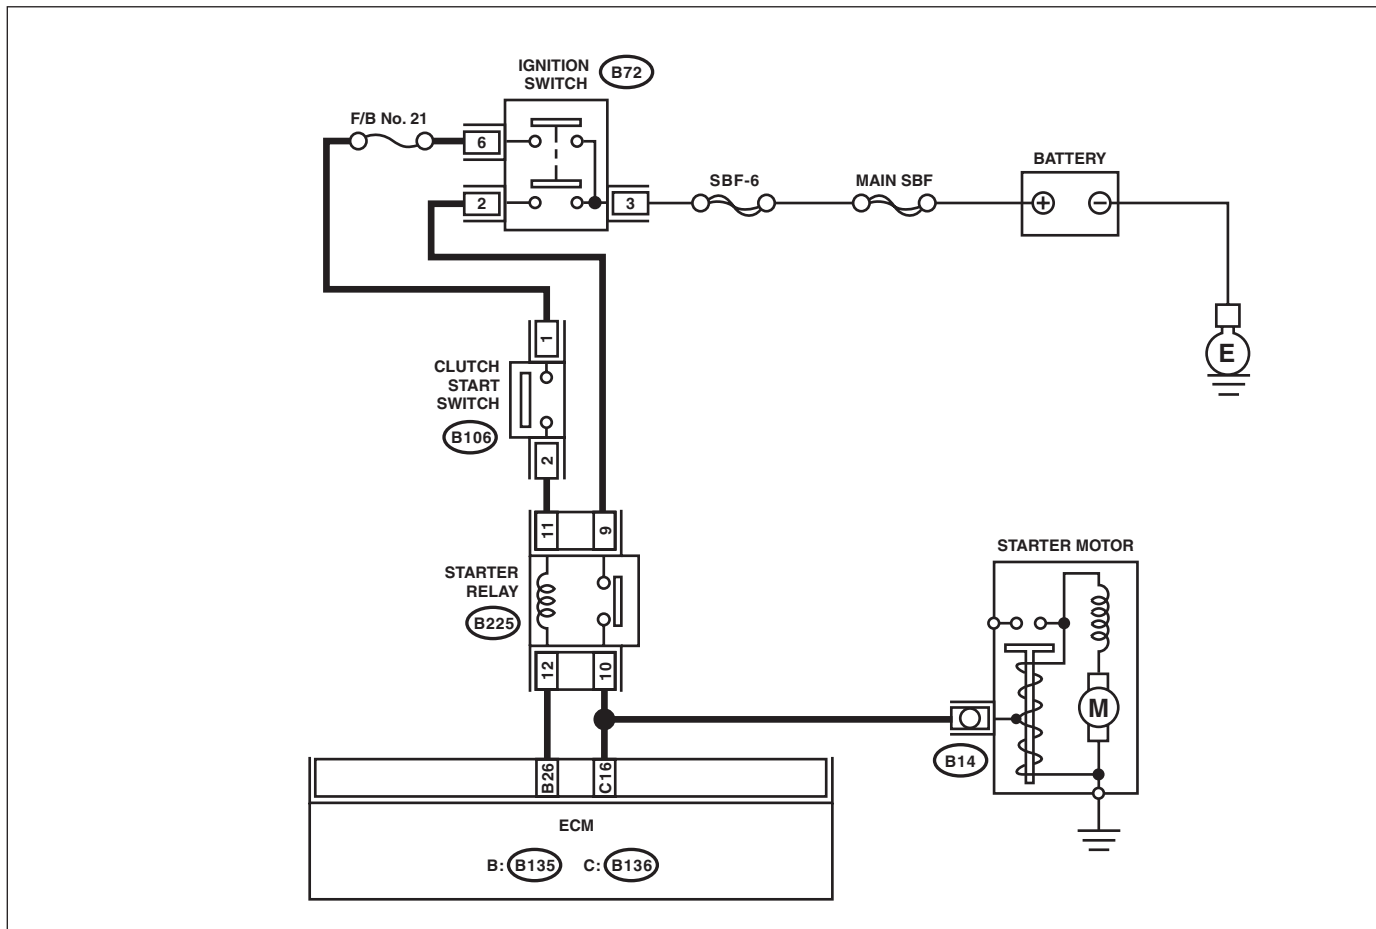 IGNITION
SWITCH
B72
F/B No. 21
6
2
3
SBF-6
MAIN SBF
BATTERY
+
−
E
1
CLUTCH
START
SWITCH
B106
2
11
9
STARTER
RELAY
B225
12
10
STARTER MOTOR
M
B14
B26
C16
ECM
B: B135 C: B136